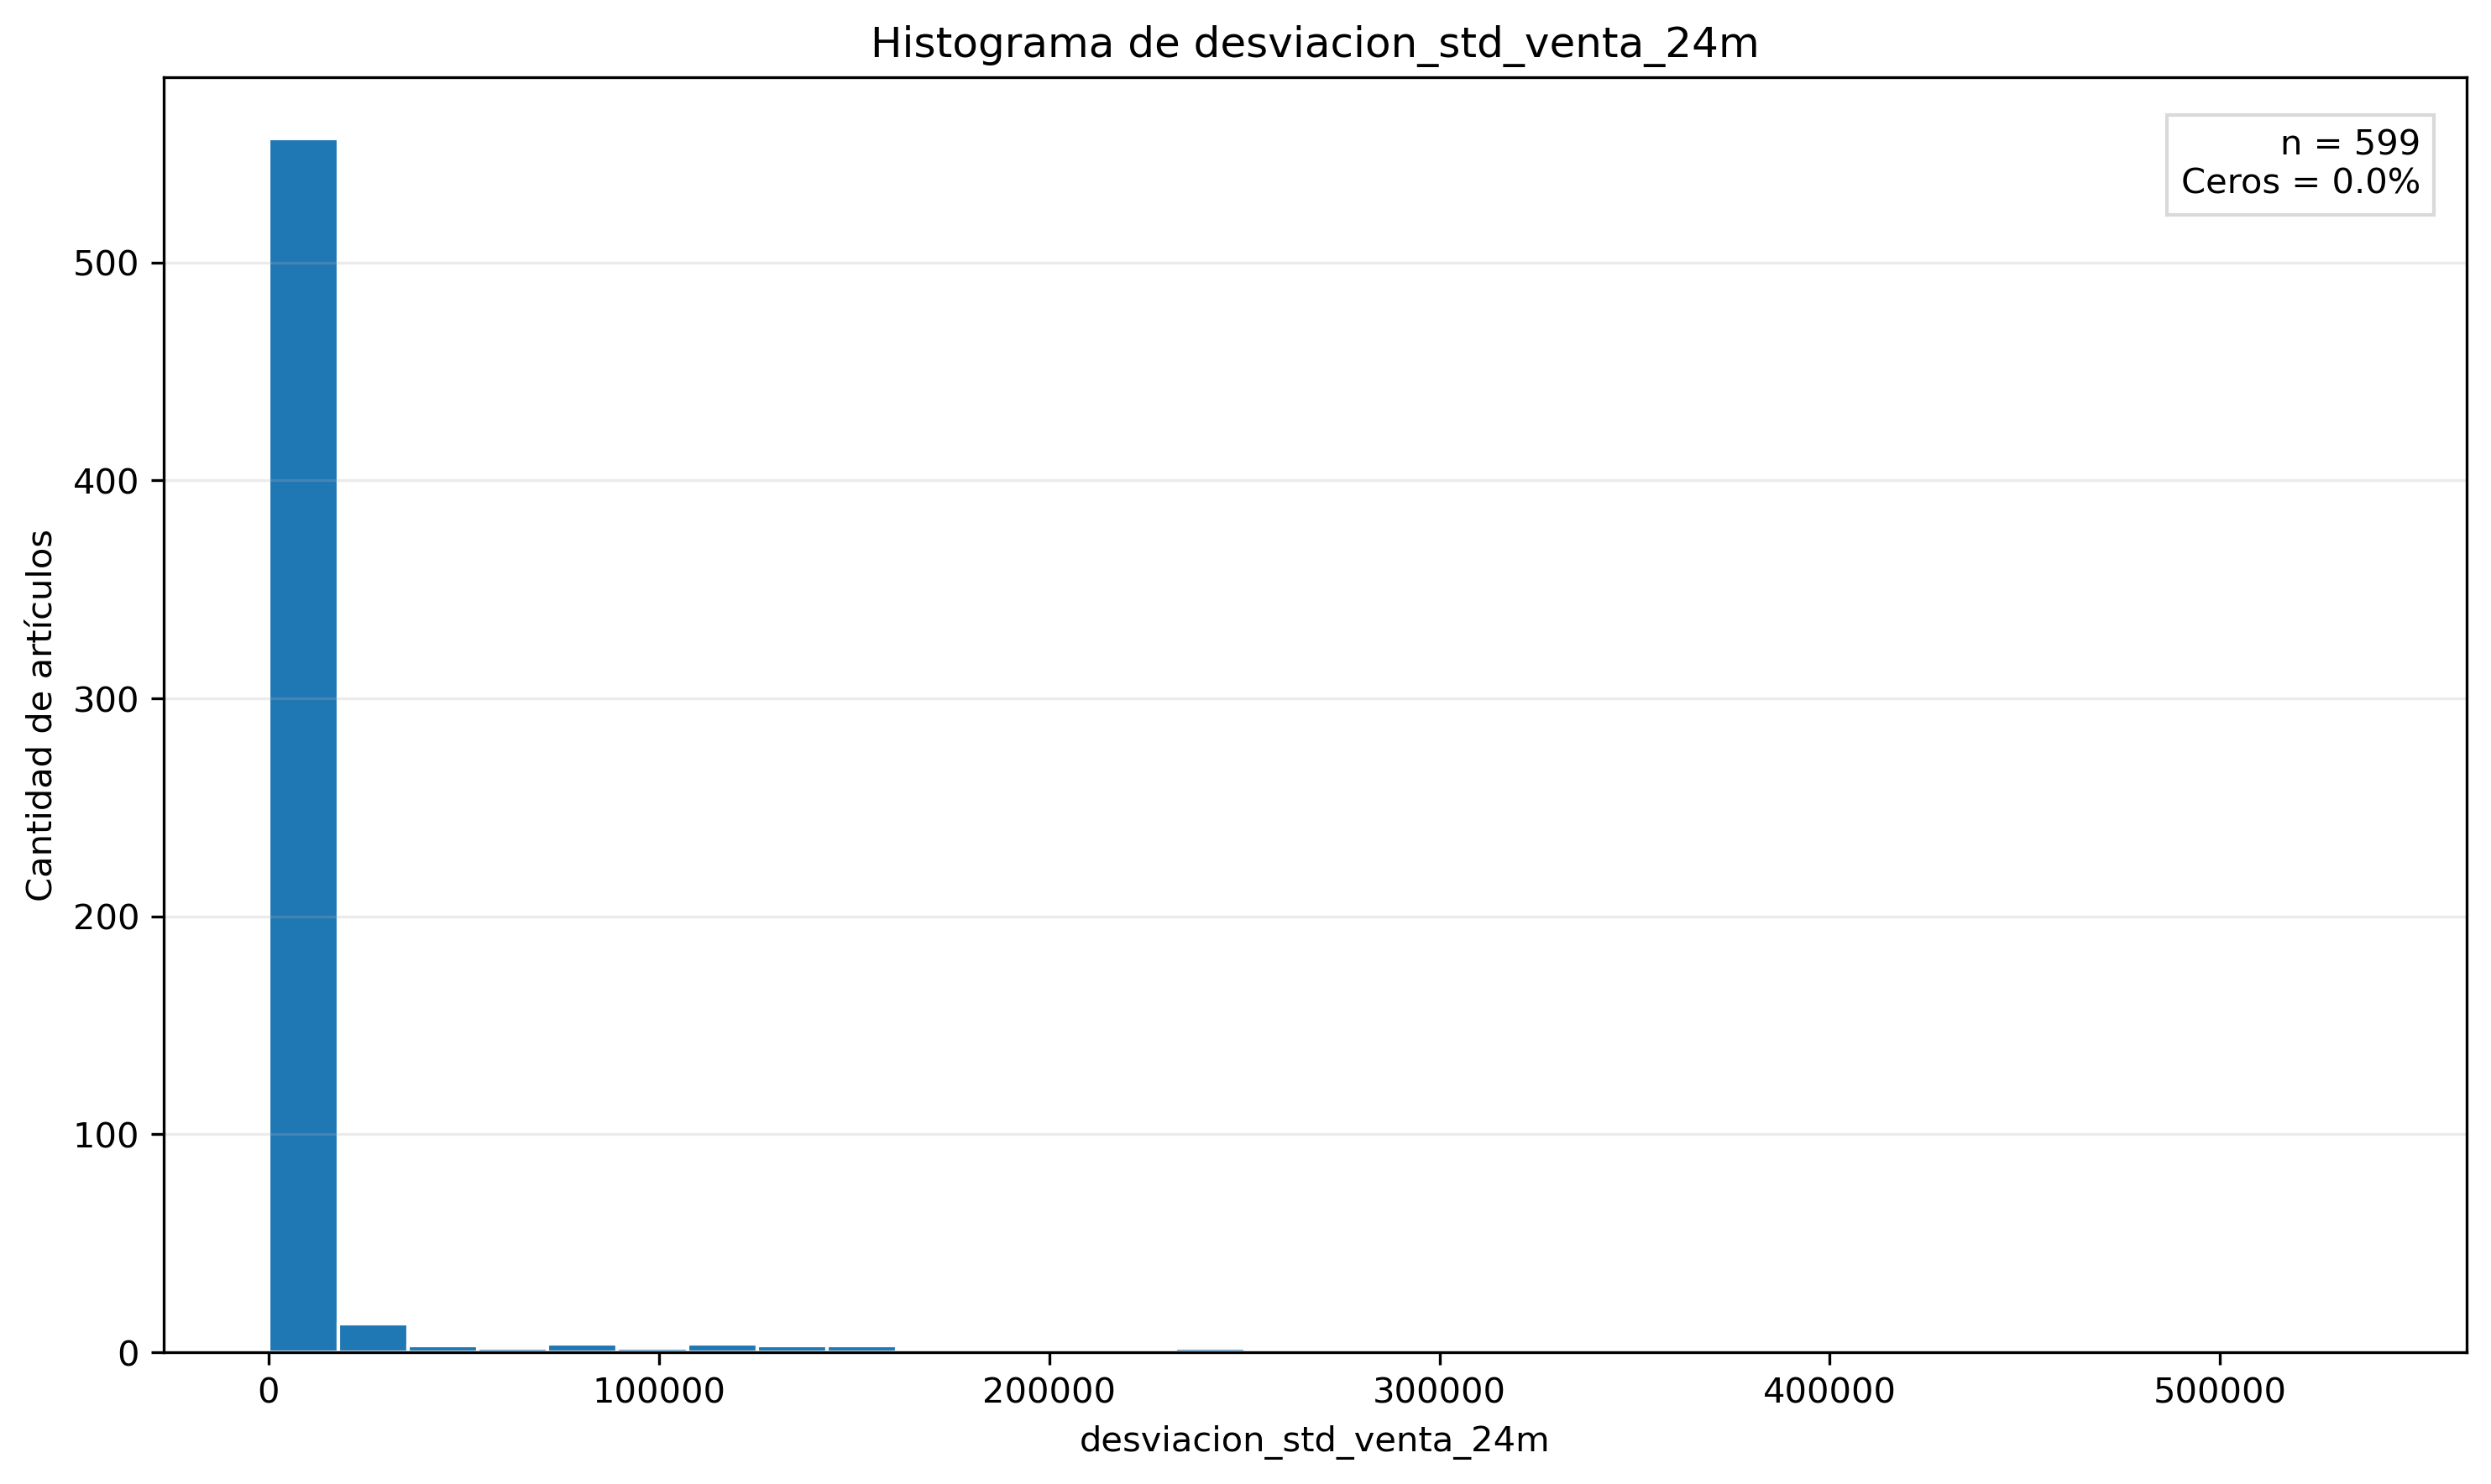 Histograma de desviacion_std_venta_24m
n = 599
Ceros = 0.0%
Cantidad de artículos
500
400
300
200
100
0
0 100000 200000 300000 400000 500000
desviacion_std_venta_24m